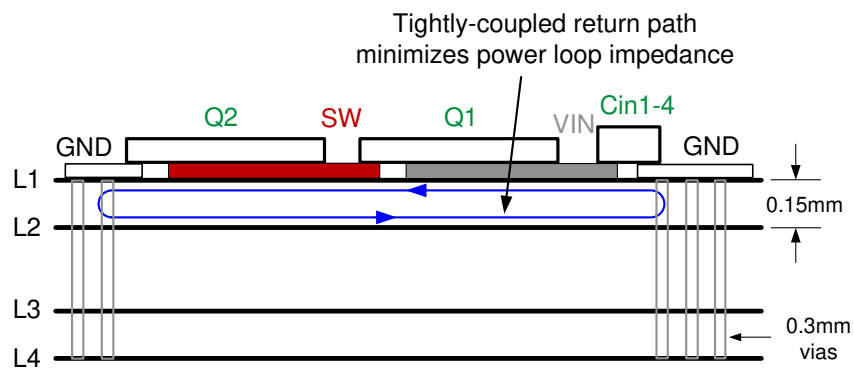 Tightly-coupled return path
minimizes power loop impedance
Q2
SW
Q1
VIN
Cin1-4
GND
GND
L1
0.15mm
L2
L3
0.3mm
vias
L4